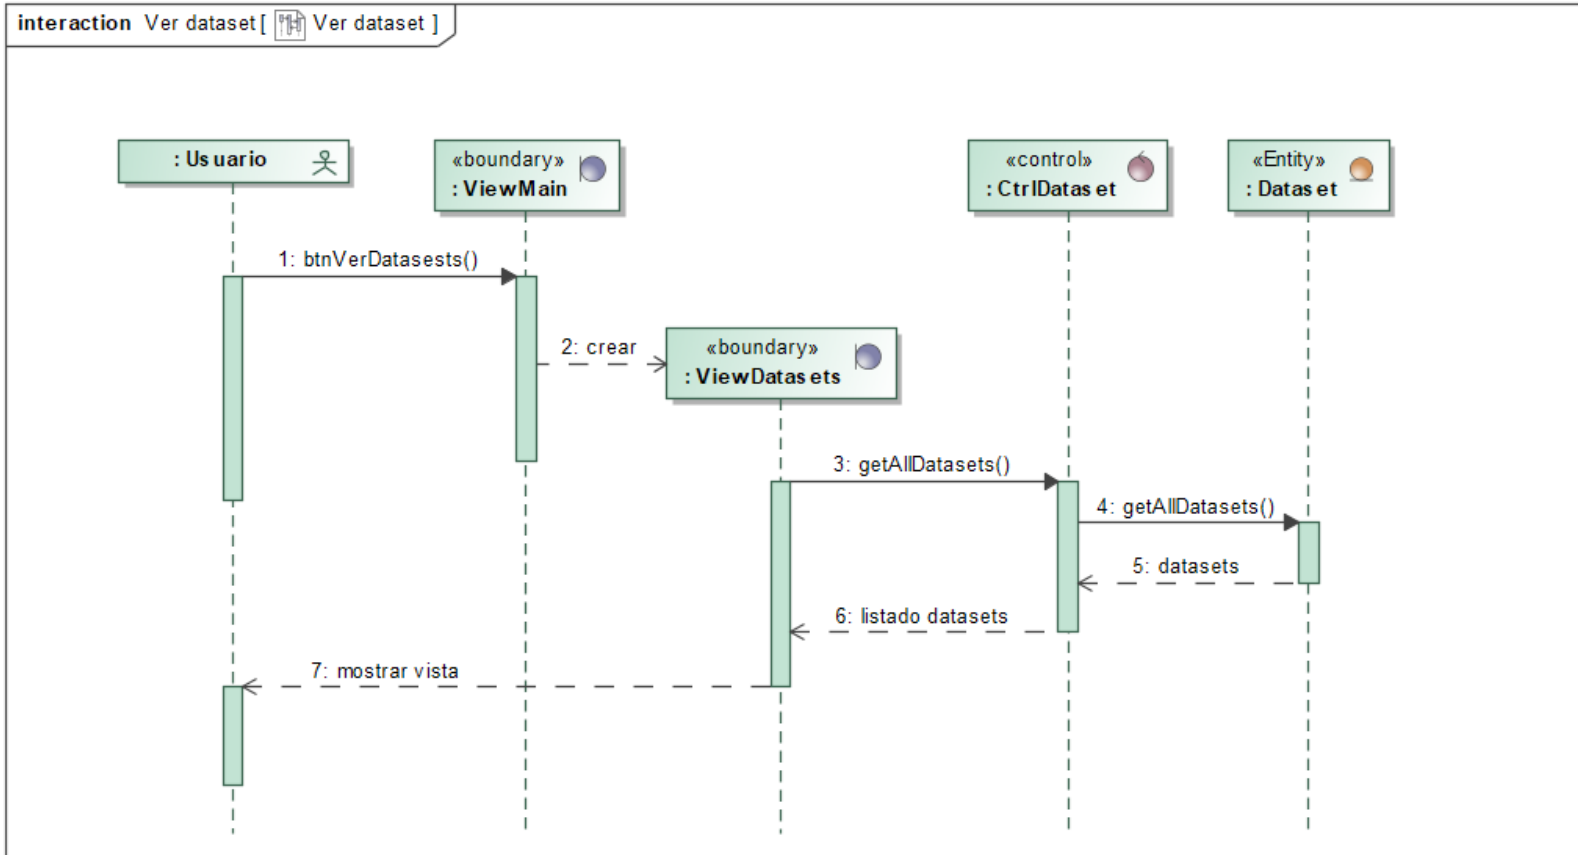 interaction Ver dataset [ Ver dataset ]
: Usuario
«boundary»
: ViewMain
«control»
: CtrlDataset
«Entity»
: Dataset
1: btnVerDatasests()
2: crear
«boundary»
: ViewDatasets
3: getAllDatasets()
4: getAllDatasets()
5: datasets
6: listado datasets
7: mostrar vista